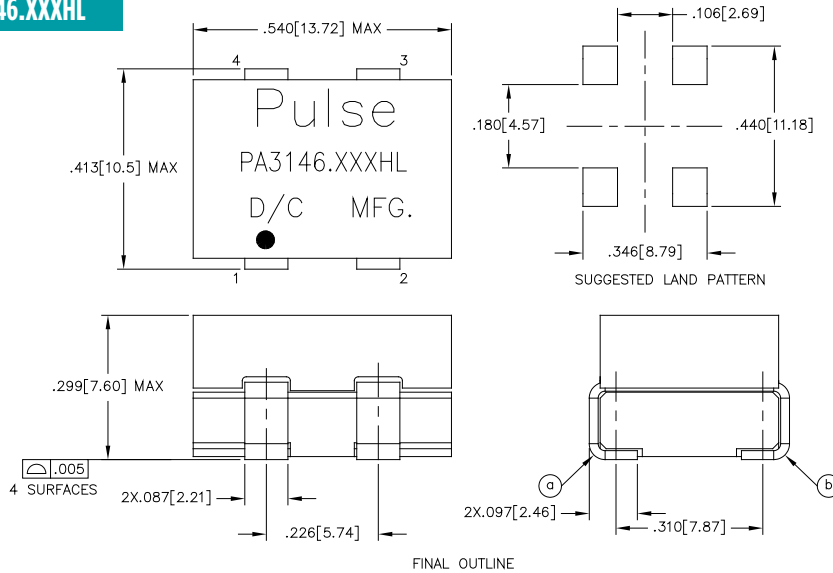 46.XXXHL
.540[13.72] MAX
.106[2.69]
4
3
Pulse
PA3146.XXXHL
D/C MFG.
1
2
.413[10.5] MAX
.180[4.57]
.440[11.18]
.346[8.79]
SUGGESTED LAND PATTERN
.299[7.60] MAX
.005
4 SURFACES
2X.087[2.21]
.226[5.74]
a
b
2X.097[2.46]
.310[7.87]
FINAL OUTLINE